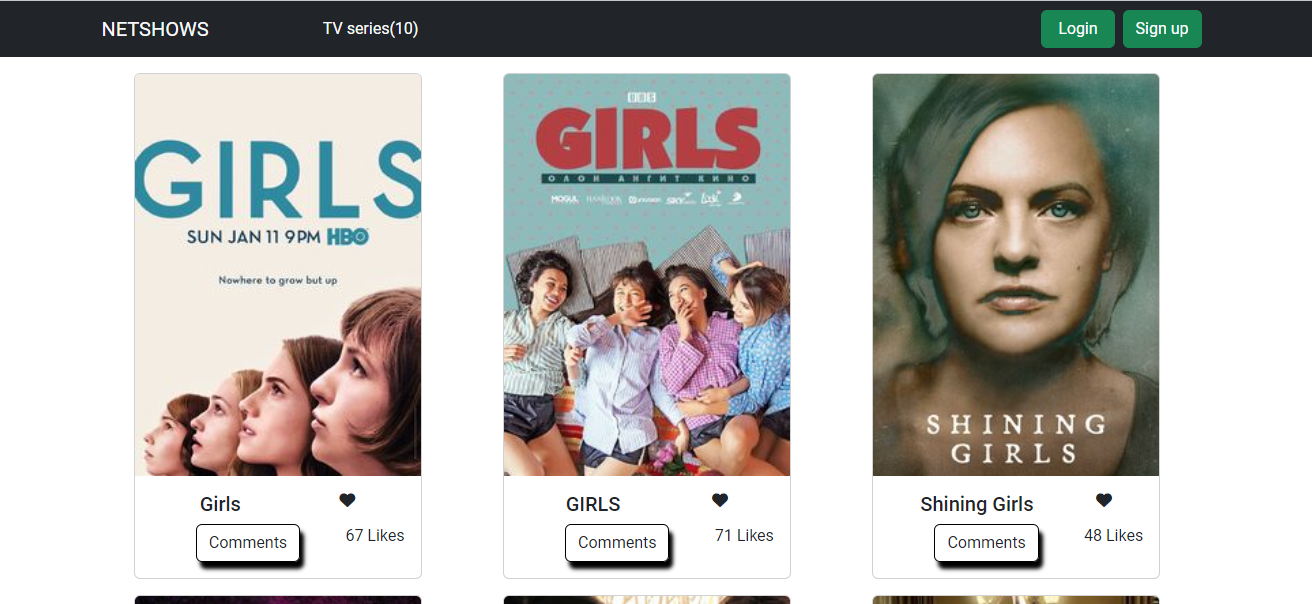 NETSHOWS
TV series(10)
Login
Sign up
GIRLS
SUN JAN 11 9PM HBO
Nowhere to grow but up
Girls
67 Likes
Comments
GIRLS
ОЛОН АНГИТ КИНО
MOGUL
GIRLS
71 Likes
Comments
SHINING
GIRLS
Shining Girls
48 Likes
Comments